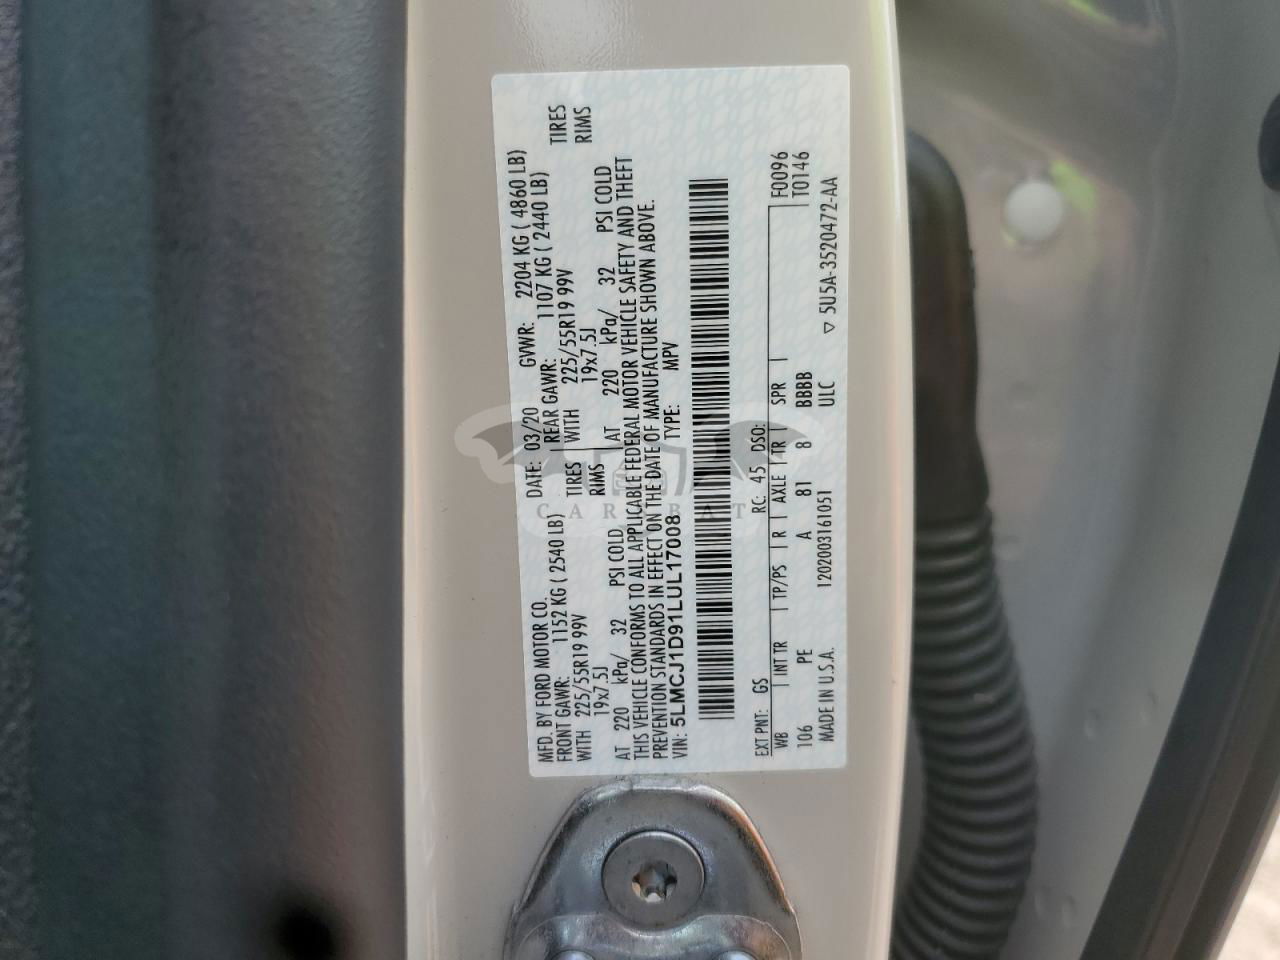 MFD. BY FORD MOTOR CO.
DATE: 03/20 GVWR: 2204 KG ( 4860 LB)
FRONT GAWR: 1152 KG ( 2540 LB) REAR GAWR: 1107 KG ( 2440 LB)
WITH 225/55R19 99V TIRES WITH 225/55R19 99V TIRES
19x7.5J RIMS 19x7.5J RIMS
AT 220 kPa/ 32 PSI COLD AT 220 kPa/ 32 PSI COLD
THIS VEHICLE CONFORMS TO ALL APPLICABLE FEDERAL MOTOR VEHICLE SAFETY AND THEFT
PREVENTION STANDARDS IN EFFECT ON THE DATE OF MANUFACTURE SHOWN ABOVE.
VIN: 5LMCJ1D91LUL17008 TYPE: MPV
EXT PNT: GS RC: 45 DSO: F0096
WB INT TR TP/PS R AXLE TR SPR T0146
106 PE A 81 8 BBBB
MADE IN U.S.A. 1202003161051 ULC ▽ 5U5A-3520472-AA